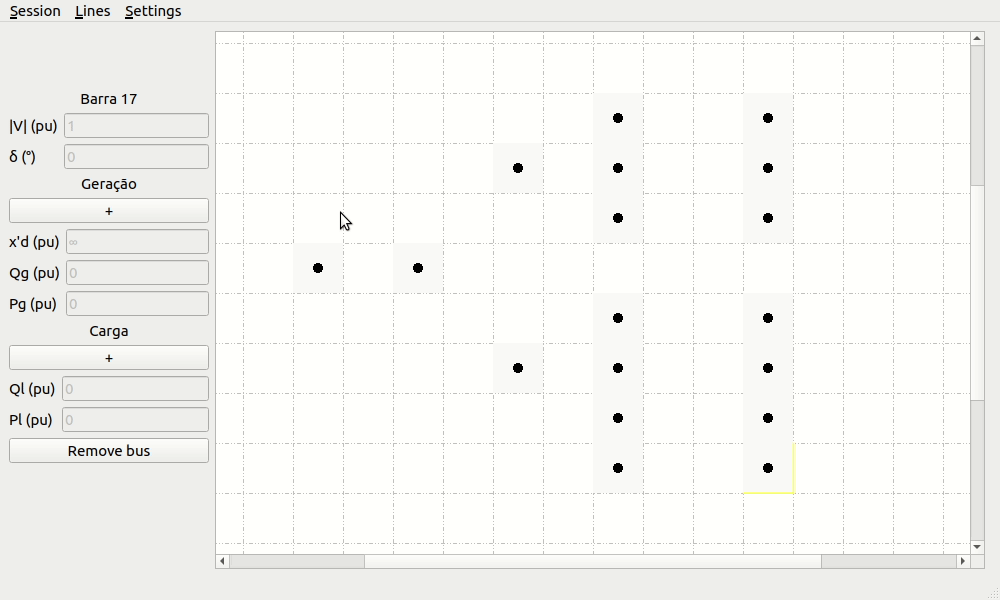 Session Lines Settings
Barra 17
|V| (pu) 1
δ (º) 0
Geração
+
x'd (pu) ∞
Qg (pu) 0
Pg (pu) 0
Carga
+
Ql (pu) 0
Pl (pu) 0
Remove bus